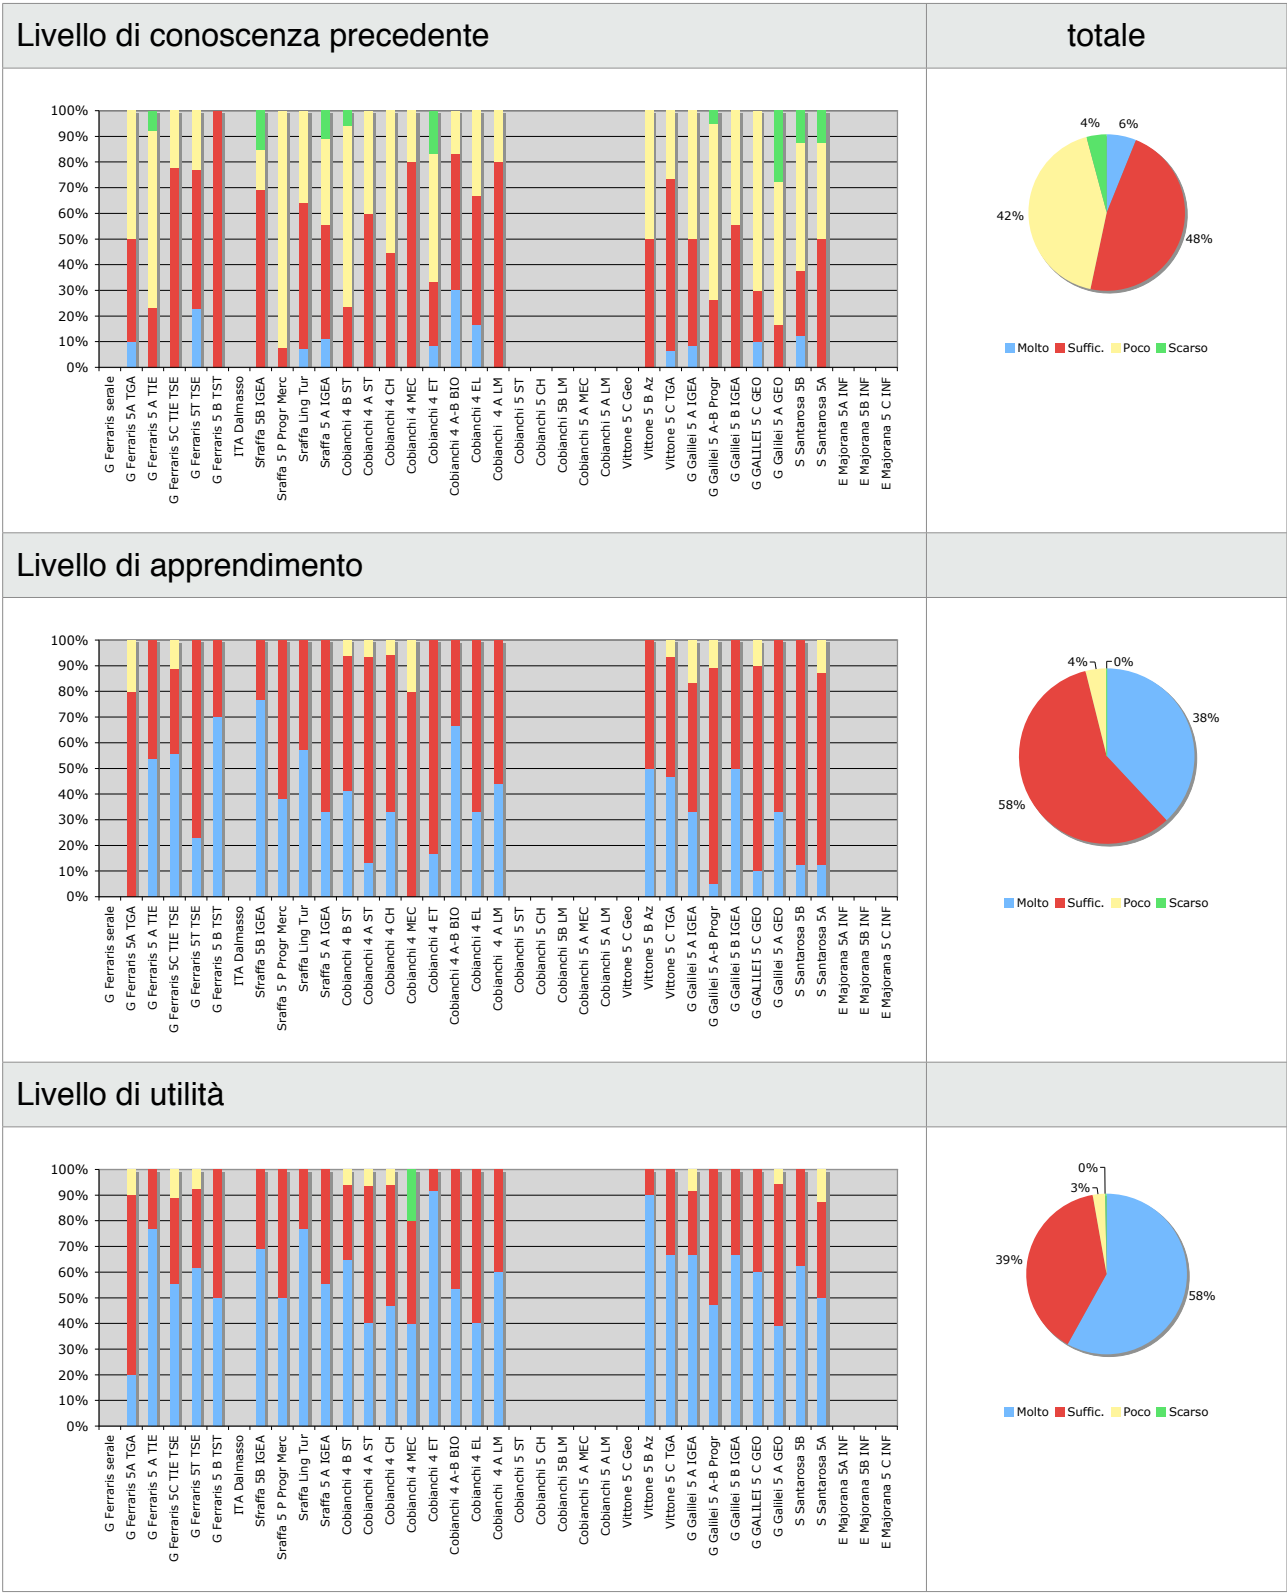 Livello di conoscenza precedente
totale
100%
90%
80%
70%
60%
50%
40%
30%
20%
10%
0%
G Ferraris serale
G Ferraris 5A TGA
G Ferraris 5 A TIE
G Ferraris 5C TIE TSE
G Ferraris 5T TSE
G Ferraris 5 B TST
ITA Dalmasso
Sfraffa 5B IGEA
Sraffa 5 P Progr Merc
Sraffa Ling Tur
Sraffa 5 A IGEA
Cobianchi 4 B ST
Cobianchi 4 A ST
Cobianchi 4 CH
Cobianchi 4 MEC
Cobianchi 4 ET
Cobianchi 4 A-B BIO
Cobianchi 4 EL
Cobianchi 4 A LM
Cobianchi 5 ST
Cobianchi 5 CH
Cobianchi 5B LM
Cobianchi 5 A MEC
Cobianchi 5 A LM
Vittone 5 C Geo
Vittone 5 B Az
Vittone 5 C TGA
G Galilei 5 A IGEA
G Galilei 5 A-B Progr
G Galilei 5 B IGEA
G GALILEI 5 C GEO
G Galilei 5 A GEO
S Santarosa 5B
S Santarosa 5A
E Majorana 5A INF
E Majorana 5B INF
E Majorana 5 C INF
4%
6%
42%
48%
Molto Suffic. Poco Scarso
Livello di apprendimento
100%
90%
80%
70%
60%
50%
40%
30%
20%
10%
0%
G Ferraris serale
G Ferraris 5A TGA
G Ferraris 5 A TIE
G Ferraris 5C TIE TSE
G Ferraris 5T TSE
G Ferraris 5 B TST
ITA Dalmasso
Sfraffa 5B IGEA
Sraffa 5 P Progr Merc
Sraffa Ling Tur
Sraffa 5 A IGEA
Cobianchi 4 B ST
Cobianchi 4 A ST
Cobianchi 4 CH
Cobianchi 4 MEC
Cobianchi 4 ET
Cobianchi 4 A-B BIO
Cobianchi 4 EL
Cobianchi 4 A LM
Cobianchi 5 ST
Cobianchi 5 CH
Cobianchi 5B LM
Cobianchi 5 A MEC
Cobianchi 5 A LM
Vittone 5 C Geo
Vittone 5 B Az
Vittone 5 C TGA
G Galilei 5 A IGEA
G Galilei 5 A-B Progr
G Galilei 5 B IGEA
G GALILEI 5 C GEO
G Galilei 5 A GEO
S Santarosa 5B
S Santarosa 5A
E Majorana 5A INF
E Majorana 5B INF
E Majorana 5 C INF
4%
0%
38%
58%
Molto Suffic. Poco Scarso
Livello di utilità
100%
90%
80%
70%
60%
50%
40%
30%
20%
10%
0%
G Ferraris serale
G Ferraris 5A TGA
G Ferraris 5 A TIE
G Ferraris 5C TIE TSE
G Ferraris 5T TSE
G Ferraris 5 B TST
ITA Dalmasso
Sfraffa 5B IGEA
Sraffa 5 P Progr Merc
Sraffa Ling Tur
Sraffa 5 A IGEA
Cobianchi 4 B ST
Cobianchi 4 A ST
Cobianchi 4 CH
Cobianchi 4 MEC
Cobianchi 4 ET
Cobianchi 4 A-B BIO
Cobianchi 4 EL
Cobianchi 4 A LM
Cobianchi 5 ST
Cobianchi 5 CH
Cobianchi 5B LM
Cobianchi 5 A MEC
Cobianchi 5 A LM
Vittone 5 C Geo
Vittone 5 B Az
Vittone 5 C TGA
G Galilei 5 A IGEA
G Galilei 5 A-B Progr
G Galilei 5 B IGEA
G GALILEI 5 C GEO
G Galilei 5 A GEO
S Santarosa 5B
S Santarosa 5A
E Majorana 5A INF
E Majorana 5B INF
E Majorana 5 C INF
0%
3%
39%
58%
Molto Suffic. Poco Scarso